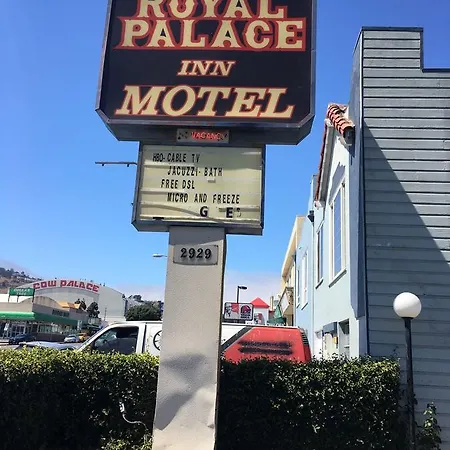 ROYAL
PALACE
INN
MOTEL
VACANCY
HBO-CABLE TV
JACUZZI-BATH
FREE DSL
MICRO AND FREEZE
G E
2929
COW PALACE